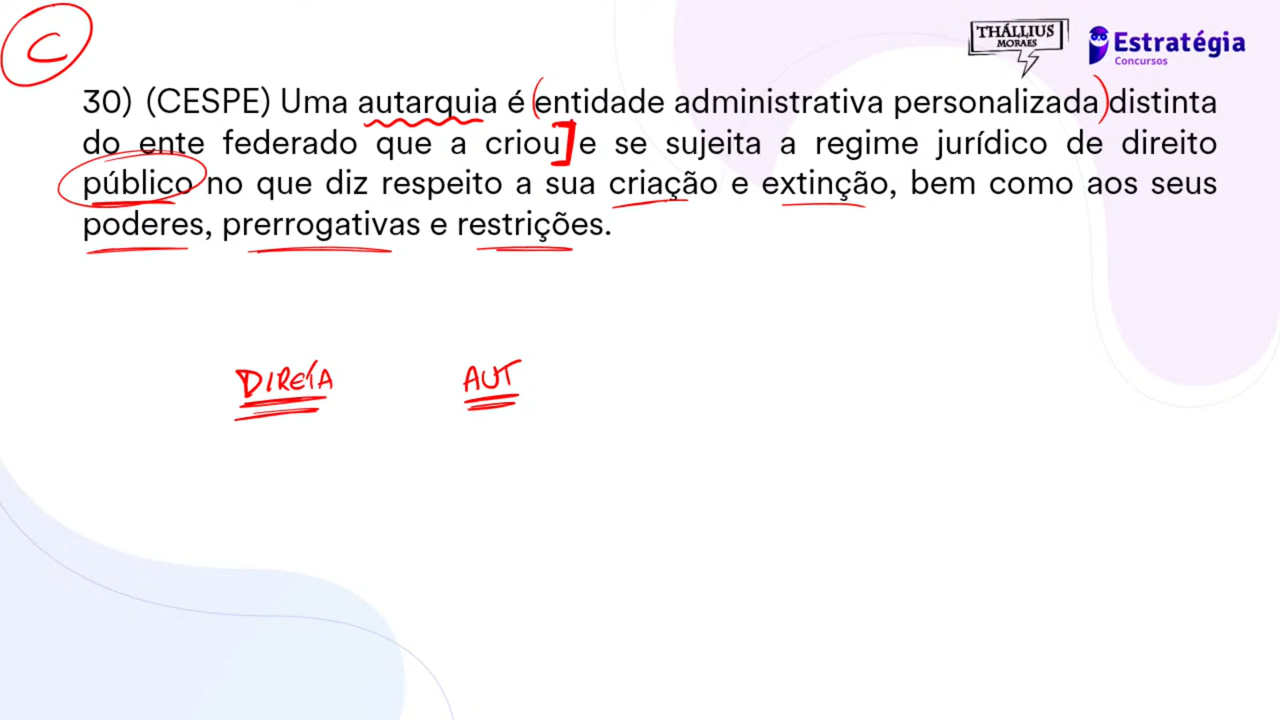 C
THÁLLIUS
MORAES
Estratégia
Concursos
30) (CESPE) Uma autarquia é (entidade administrativa personalizada) distinta
do ente federado que a criou] e se sujeita a regime jurídico de direito
público no que diz respeito a sua criação e extinção, bem como aos seus
poderes, prerrogativas e restrições.
DIRETA AUT